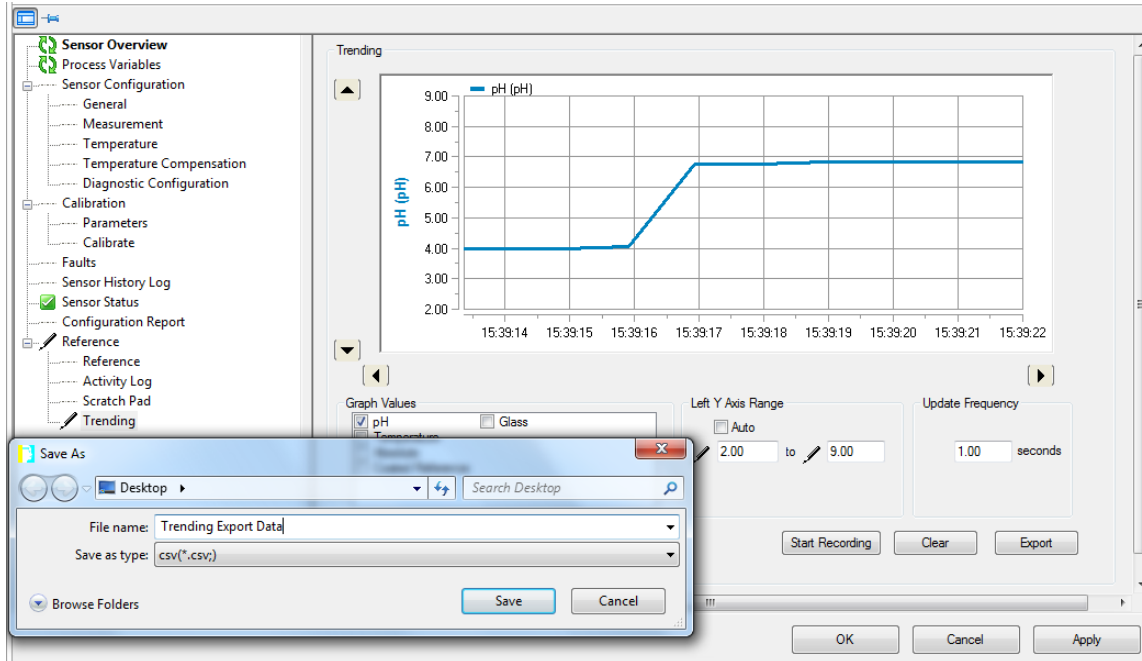 Sensor Overview
Process Variables
Sensor Configuration
General
Measurement
Temperature
Temperature Compensation
Diagnostic Configuration
Calibration
Parameters
Calibrate
Faults
Sensor History Log
Sensor Status
Configuration Report
Reference
Reference
Activity Log
Scratch Pad
Trending
Trending
pH (pH)
9.00
8.00
7.00
6.00
5.00
4.00
3.00
2.00
pH (pH)
15:39:14 15:39:15 15:39:16 15:39:17 15:39:18 15:39:19 15:39:20 15:39:21 15:39:22
Graph Values
pH Glass
Temperature
Left Y Axis Range
Auto
2.00 to 9.00
Update Frequency
1.00 seconds
Start Recording Clear Export
Save As
Desktop
Search Desktop
File name: Trending Export Data
Save as type: csv(*.csv;)
Browse Folders
Save Cancel
OK Cancel Apply